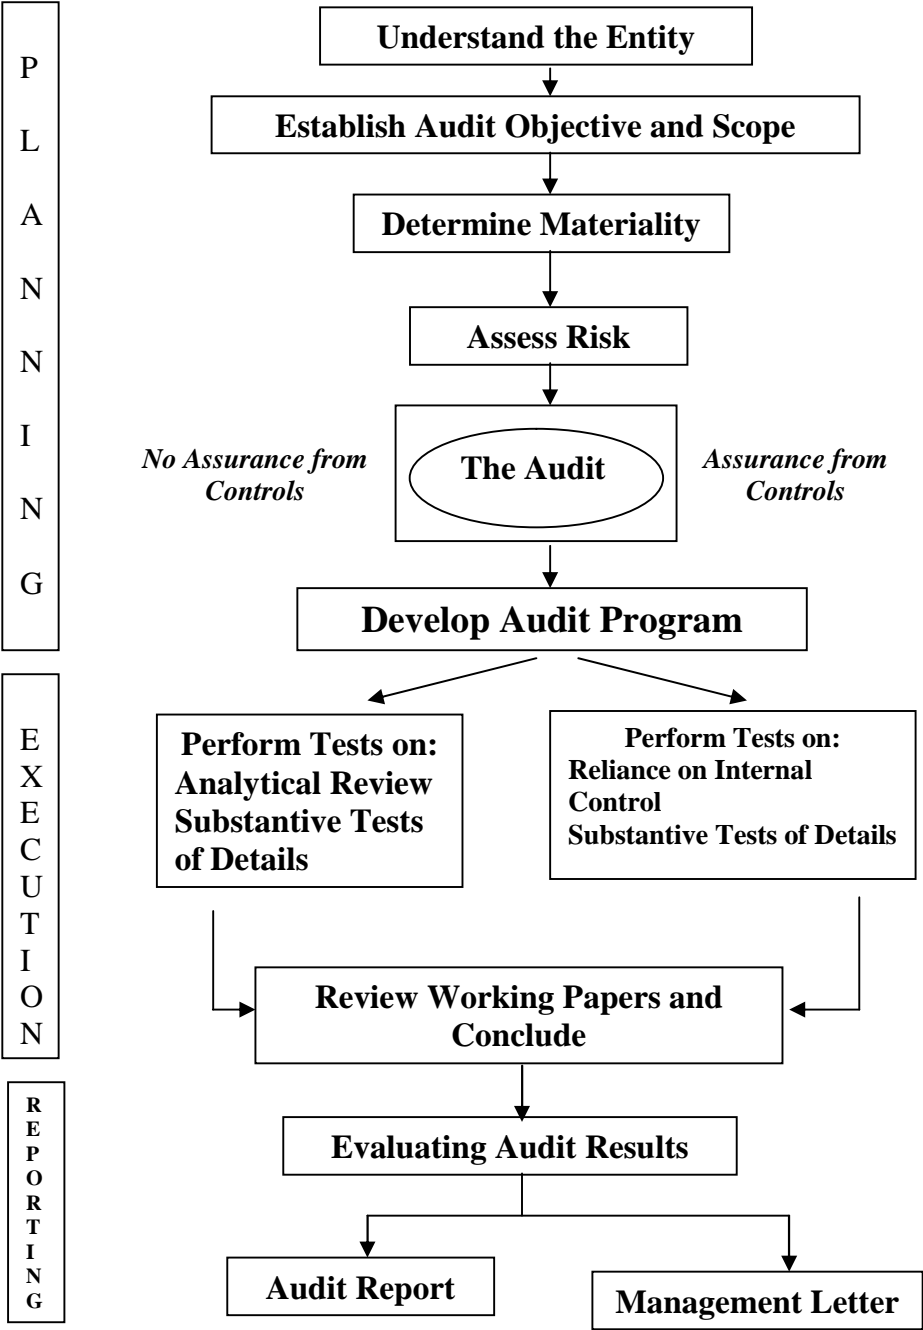 P
L
A
N
N
I
N
G
Understand the Entity
Establish Audit Objective and Scope
Determine Materiality
Assess Risk
No Assurance from
Controls
The Audit
Assurance from
Controls
Develop Audit Program
E
X
E
C
U
T
I
O
N
Perform Tests on:
Analytical Review
Substantive Tests
of Details
Perform Tests on:
Reliance on Internal
Control
Substantive Tests of Details
Review Working Papers and
Conclude
R
E
P
O
R
T
I
N
G
Evaluating Audit Results
Audit Report
Management Letter